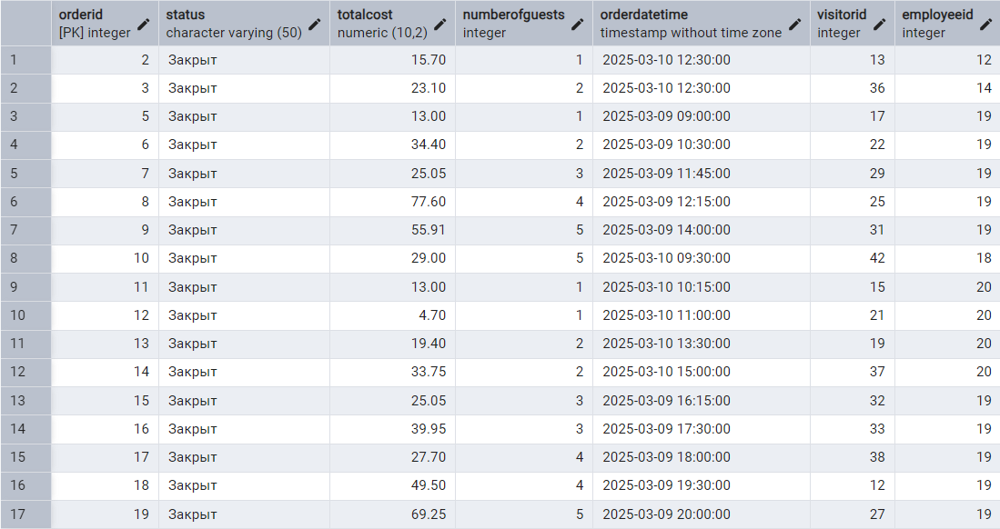 orderid status totalcost numberofguests orderdatetime visitorid employeeid
[PK] integer character varying (50) numeric (10,2) integer timestamp without time zone integer integer
1 2 Закрыт 15.70 1 2025-03-10 12:30:00 13 12
2 3 Закрыт 23.10 2 2025-03-10 12:30:00 36 14
3 5 Закрыт 13.00 1 2025-03-09 09:00:00 17 19
4 6 Закрыт 34.40 2 2025-03-09 10:30:00 22 19
5 7 Закрыт 25.05 3 2025-03-09 11:45:00 29 19
6 8 Закрыт 77.60 4 2025-03-09 12:15:00 25 19
7 9 Закрыт 55.91 5 2025-03-09 14:00:00 31 19
8 10 Закрыт 29.00 5 2025-03-10 09:30:00 42 18
9 11 Закрыт 13.00 1 2025-03-10 10:15:00 15 20
10 12 Закрыт 4.70 1 2025-03-10 11:00:00 21 20
11 13 Закрыт 19.40 2 2025-03-10 13:30:00 19 20
12 14 Закрыт 33.75 2 2025-03-10 15:00:00 37 20
13 15 Закрыт 25.05 3 2025-03-09 16:15:00 32 19
14 16 Закрыт 39.95 3 2025-03-09 17:30:00 33 19
15 17 Закрыт 27.70 4 2025-03-09 18:00:00 38 19
16 18 Закрыт 49.50 4 2025-03-09 19:30:00 12 19
17 19 Закрыт 69.25 5 2025-03-09 20:00:00 27 19